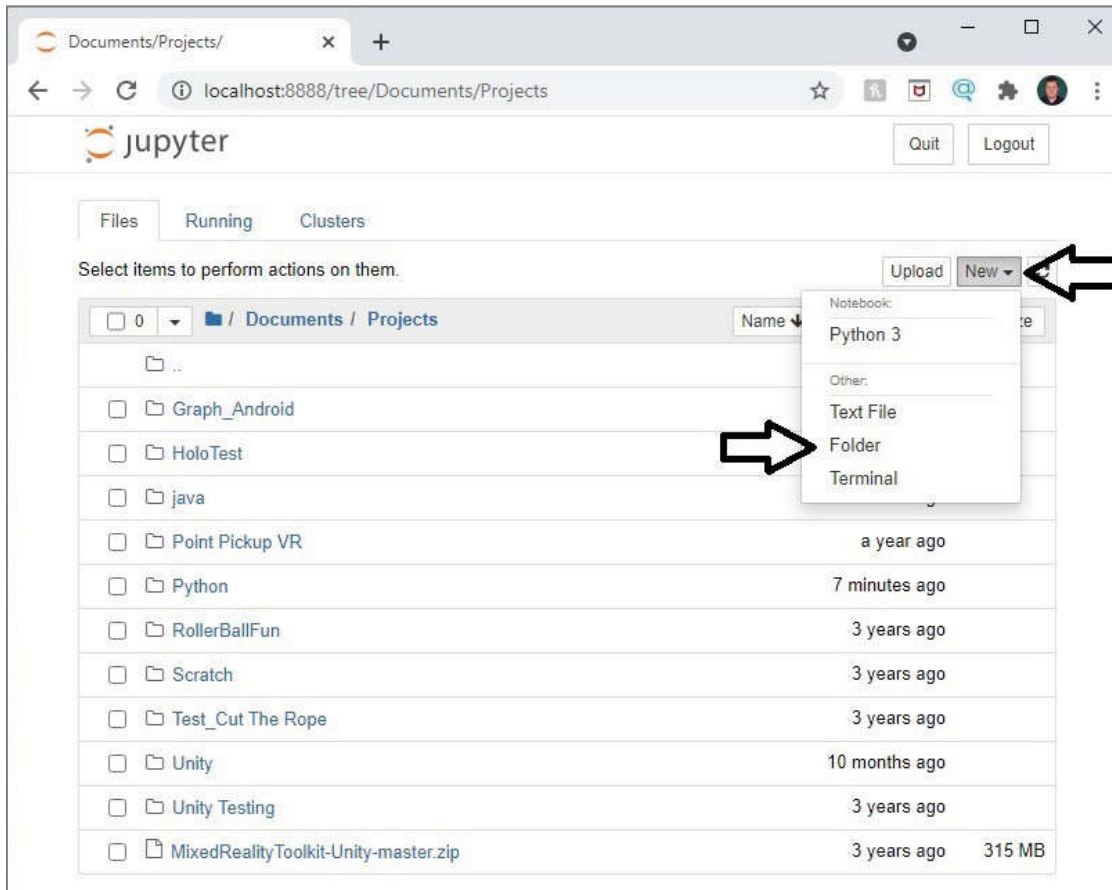 Documents/Projects/
localhost:8888/tree/Documents/Projects
jupyter
Quit Logout
Files Running Clusters
Select items to perform actions on them.
Upload New
0 / Documents / Projects Name
Notebook:
Python 3
Other:
Text File
Folder
Terminal
..
Graph_Android
HoloTest
java
Point Pickup VR a year ago
Python 7 minutes ago
RollerBallFun 3 years ago
Scratch 3 years ago
Test_Cut The Rope 3 years ago
Unity 10 months ago
Unity Testing 3 years ago
MixedRealityToolkit-Unity-master.zip 3 years ago 315 MB